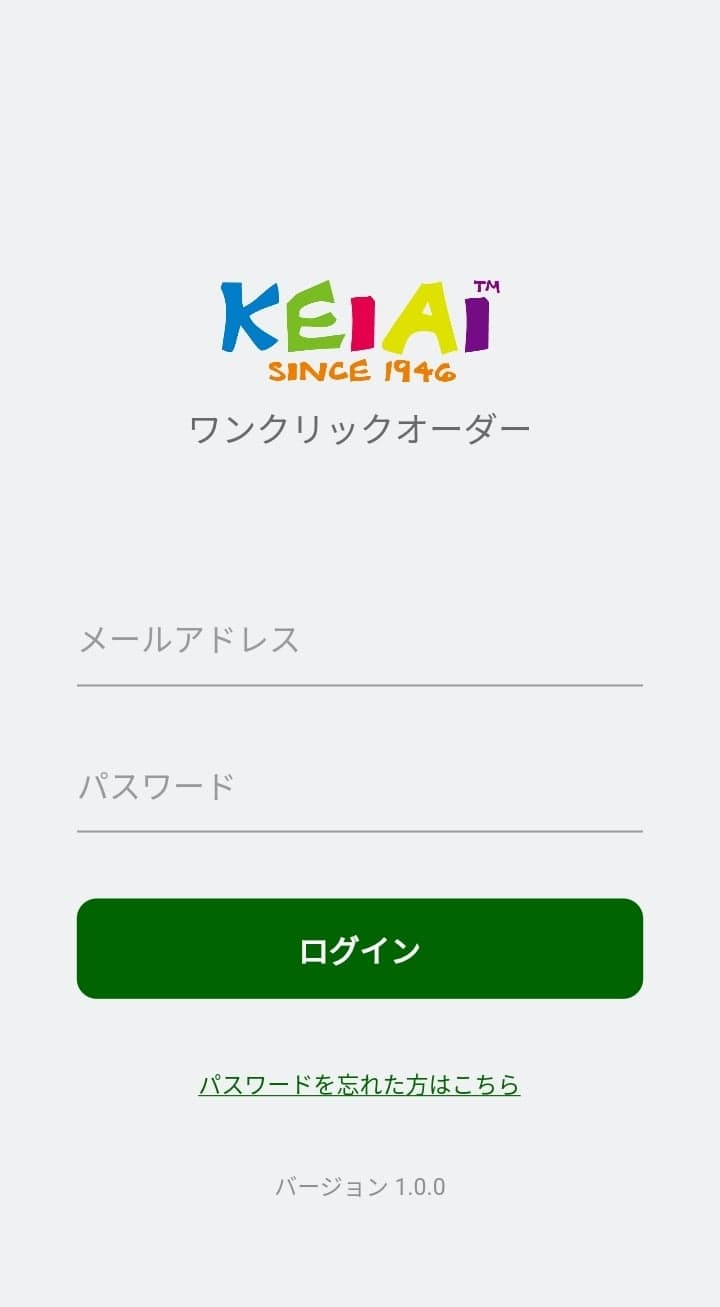 KEIAI™
SINCE 1946
ワンクリックオーダー
メールアドレス
パスワード
ログイン
パスワードを忘れた方はこちら
バージョン 1.0.0